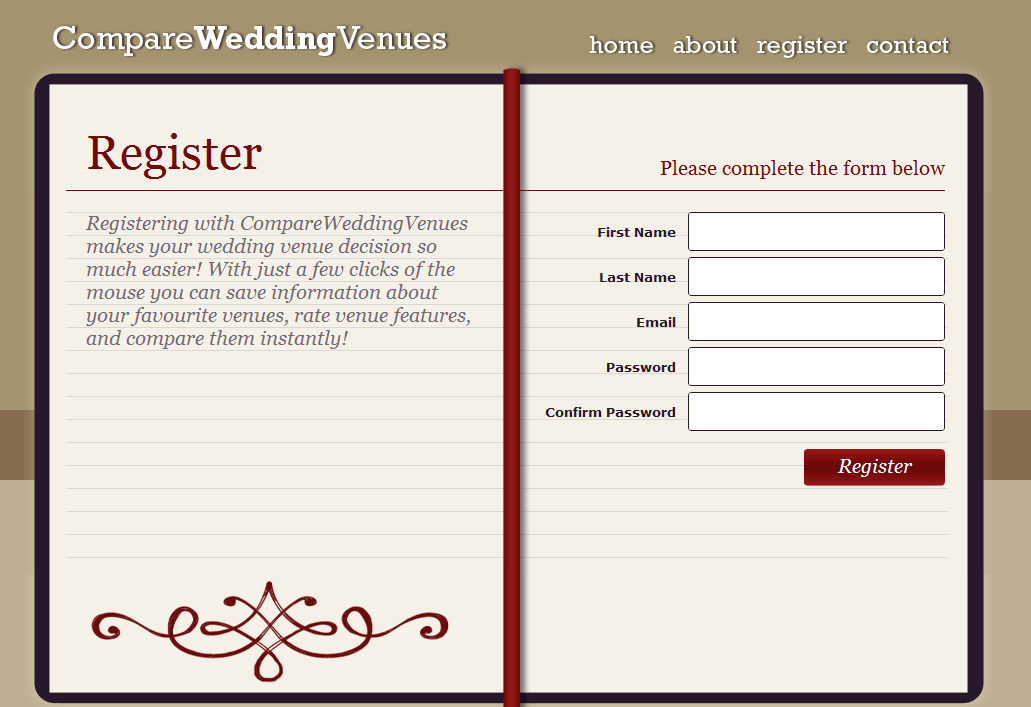 CompareWeddingVenues
home about register contact
Register
Please complete the form below
Registering with CompareWeddingVenues
makes your wedding venue decision so
much easier! With just a few clicks of the
mouse you can save information about
your favourite venues, rate venue features,
and compare them instantly!
First Name
Last Name
Email
Password
Confirm Password
Register